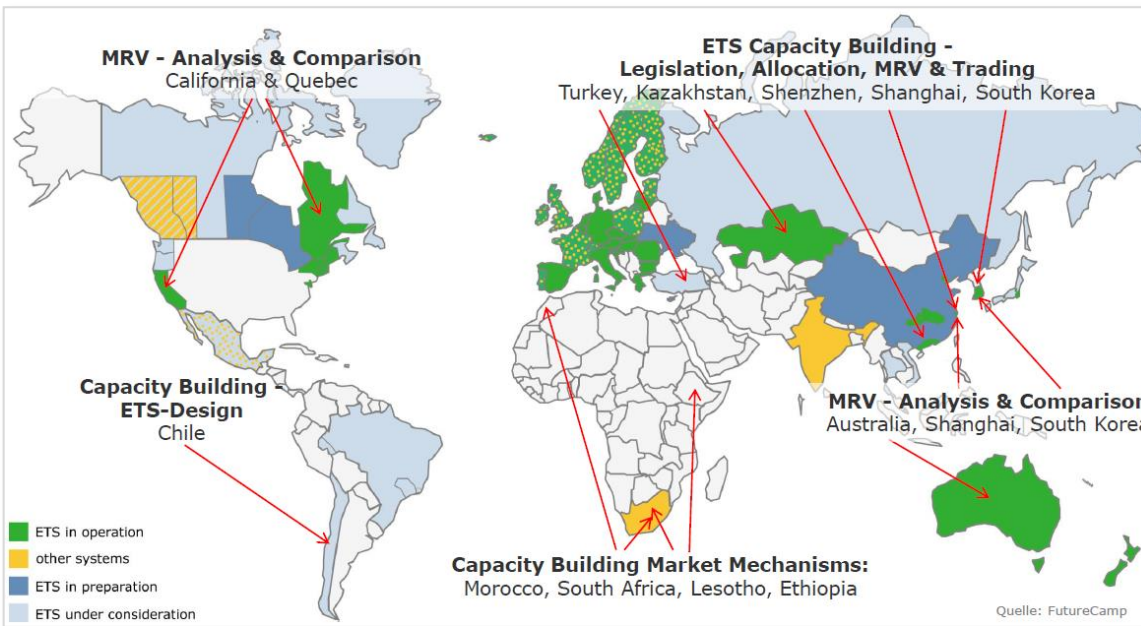 MRV - Analysis & Comparison
California & Quebec
ETS Capacity Building -
Legislation, Allocation, MRV & Trading
Turkey, Kazakhstan, Shenzhen, Shanghai, South Korea
Capacity Building -
ETS-Design
Chile
MRV - Analysis & Comparison
Australia, Shanghai, South Korea
Capacity Building Market Mechanisms:
Morocco, South Africa, Lesotho, Ethiopia
ETS in operation
other systems
ETS in preparation
ETS under consideration
Quelle: FutureCamp